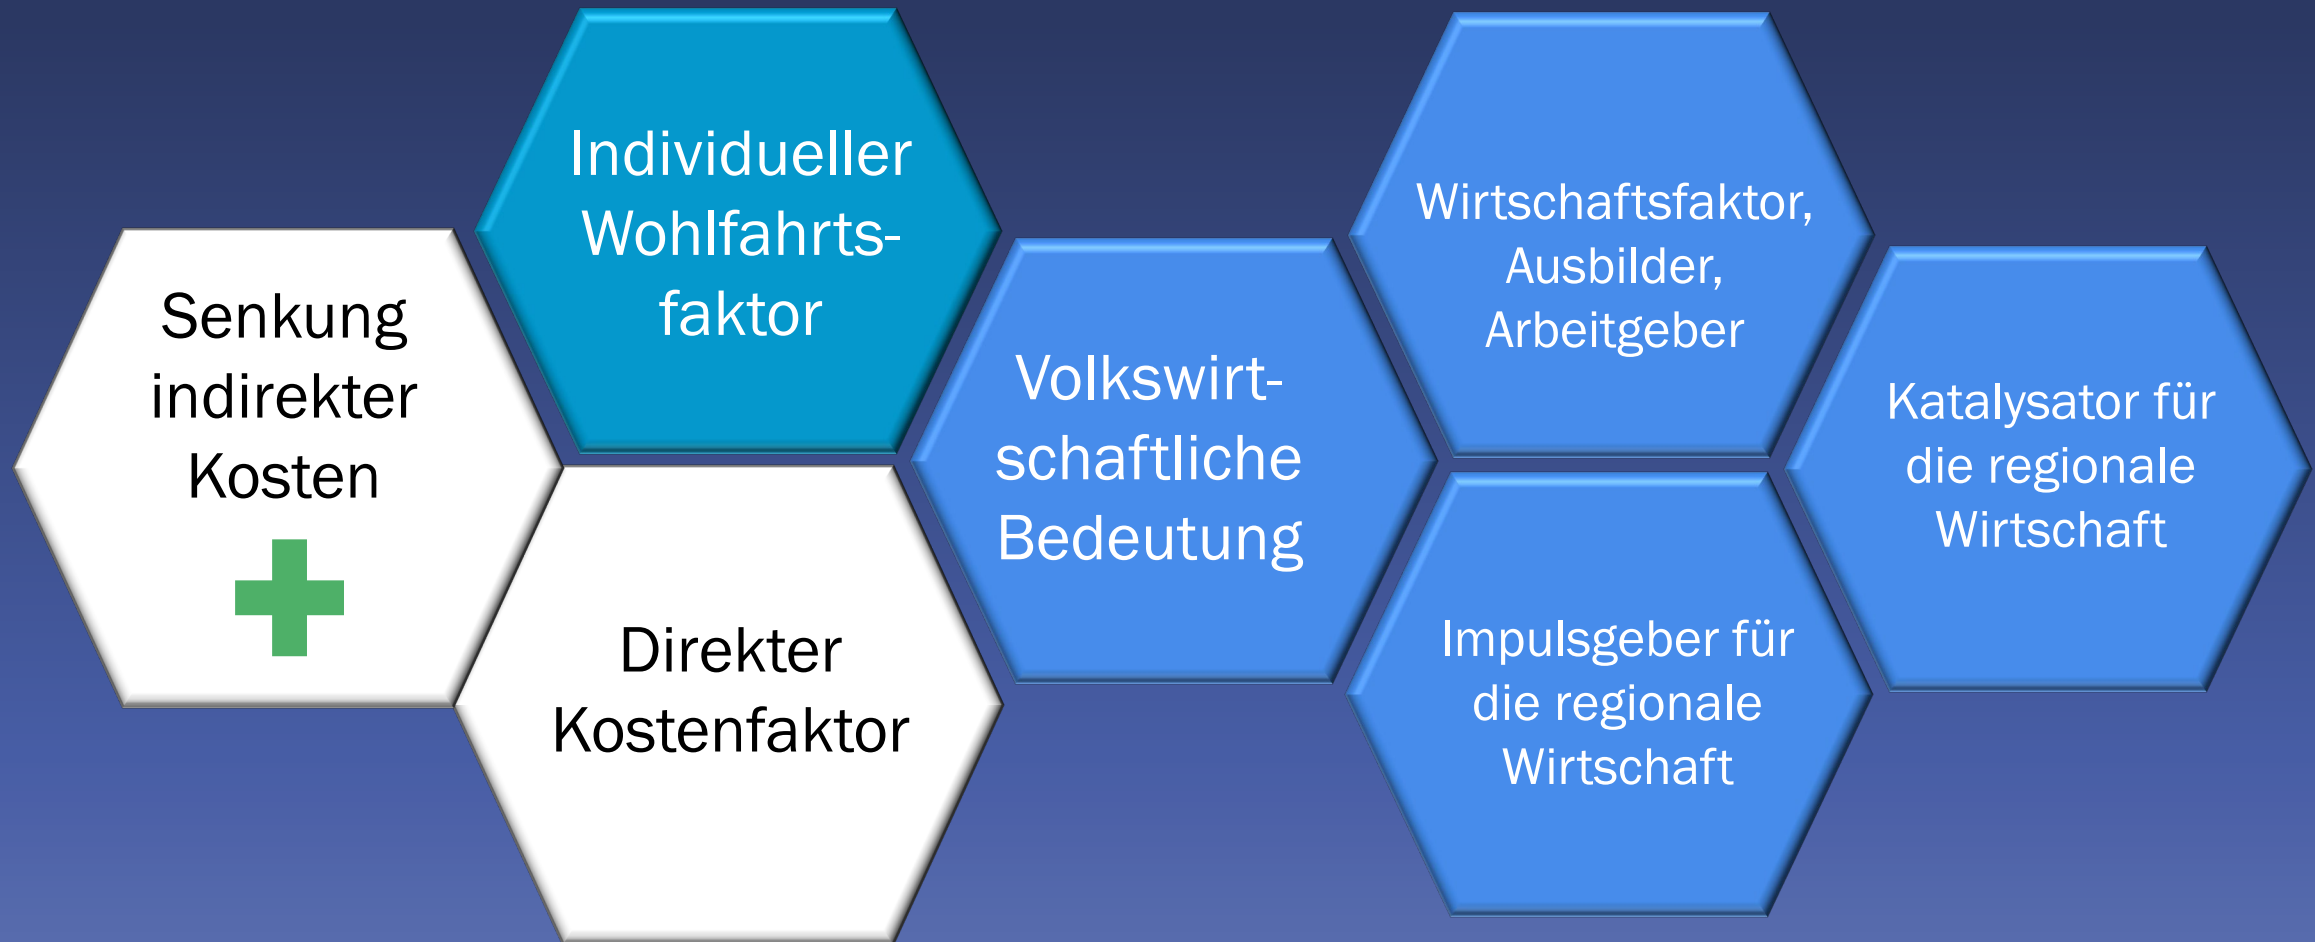 Senkung
indirekter
Kosten
Individueller
Wohlfahrts-
faktor
Direkter
Kostenfaktor
Volkswirt-
schaftliche
Bedeutung
Wirtschaftsfaktor,
Ausbilder,
Arbeitgeber
Impulsgeber für
die regionale
Wirtschaft
Katalysator für
die regionale
Wirtschaft